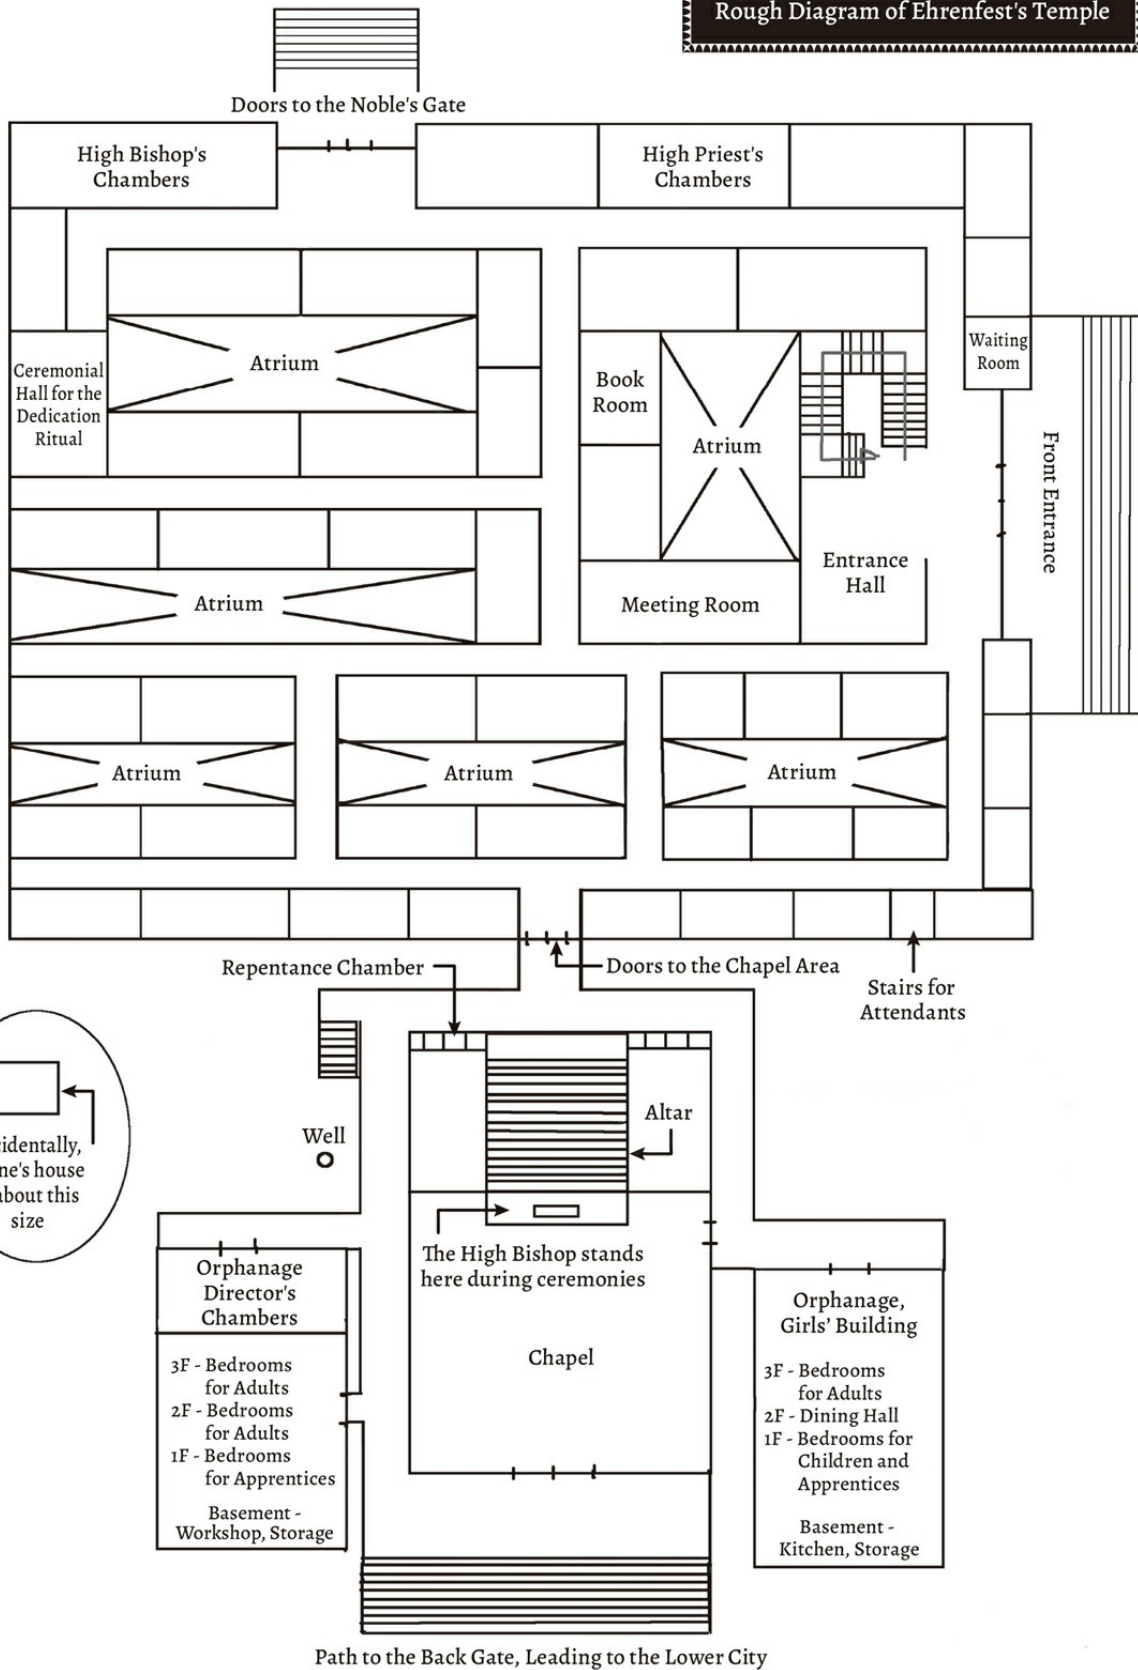 Rough Diagram of Ehrenfest's Temple
Doors to the Noble's Gate
High Bishop's
Chambers
High Priest's
Chambers
Ceremonial
Hall for the
Dedication
Ritual
Atrium
Book
Room
Atrium
Waiting
Room
Front Entrance
Entrance
Hall
Meeting Room
Atrium
Atrium
Atrium
Atrium
Repentance Chamber
Doors to the Chapel Area
Stairs for
Attendants
Well
Altar
cidentally,
ne's house
about this
size
The High Bishop stands
here during ceremonies
Chapel
Orphanage
Director's
Chambers
3F - Bedrooms
for Adults
2F - Bedrooms
for Adults
1F - Bedrooms
for Apprentices
Basement -
Workshop, Storage
Orphanage,
Girls’ Building
3F - Bedrooms
for Adults
2F - Dining Hall
1F - Bedrooms for
Children and
Apprentices
Basement -
Kitchen, Storage
Path to the Back Gate, Leading to the Lower City